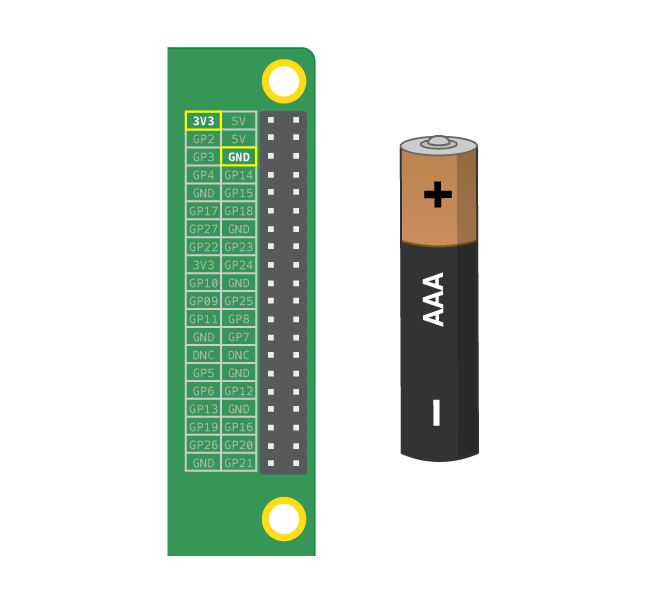 3V3 5V
GP2 5V
GP3 GND
GP4 GP14
GND GP15
GP17 GP18
GP27 GND
GP22 GP23
3V3 GP24
GP10 GND
GP09 GP25
GP11 GP8
GND GP7
DNC DNC
GP5 GND
GP6 GP12
GP13 GND
GP19 GP16
GP26 GP20
GND GP21
+
AAA
−